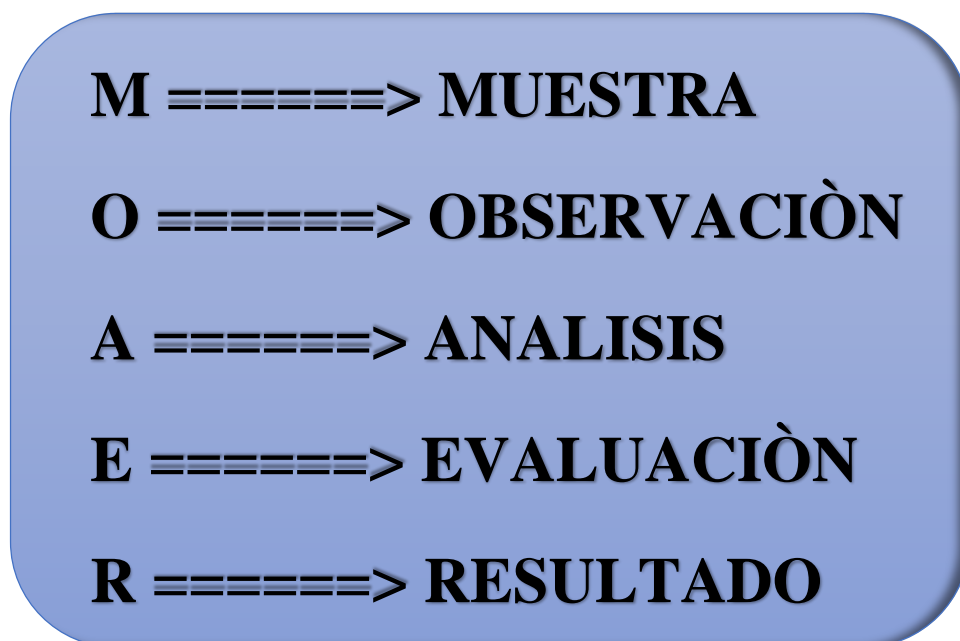 M ======> MUESTRA
O ======> OBSERVACIÒN
A ======> ANALISIS
E ======> EVALUACIÒN
R ======> RESULTADO